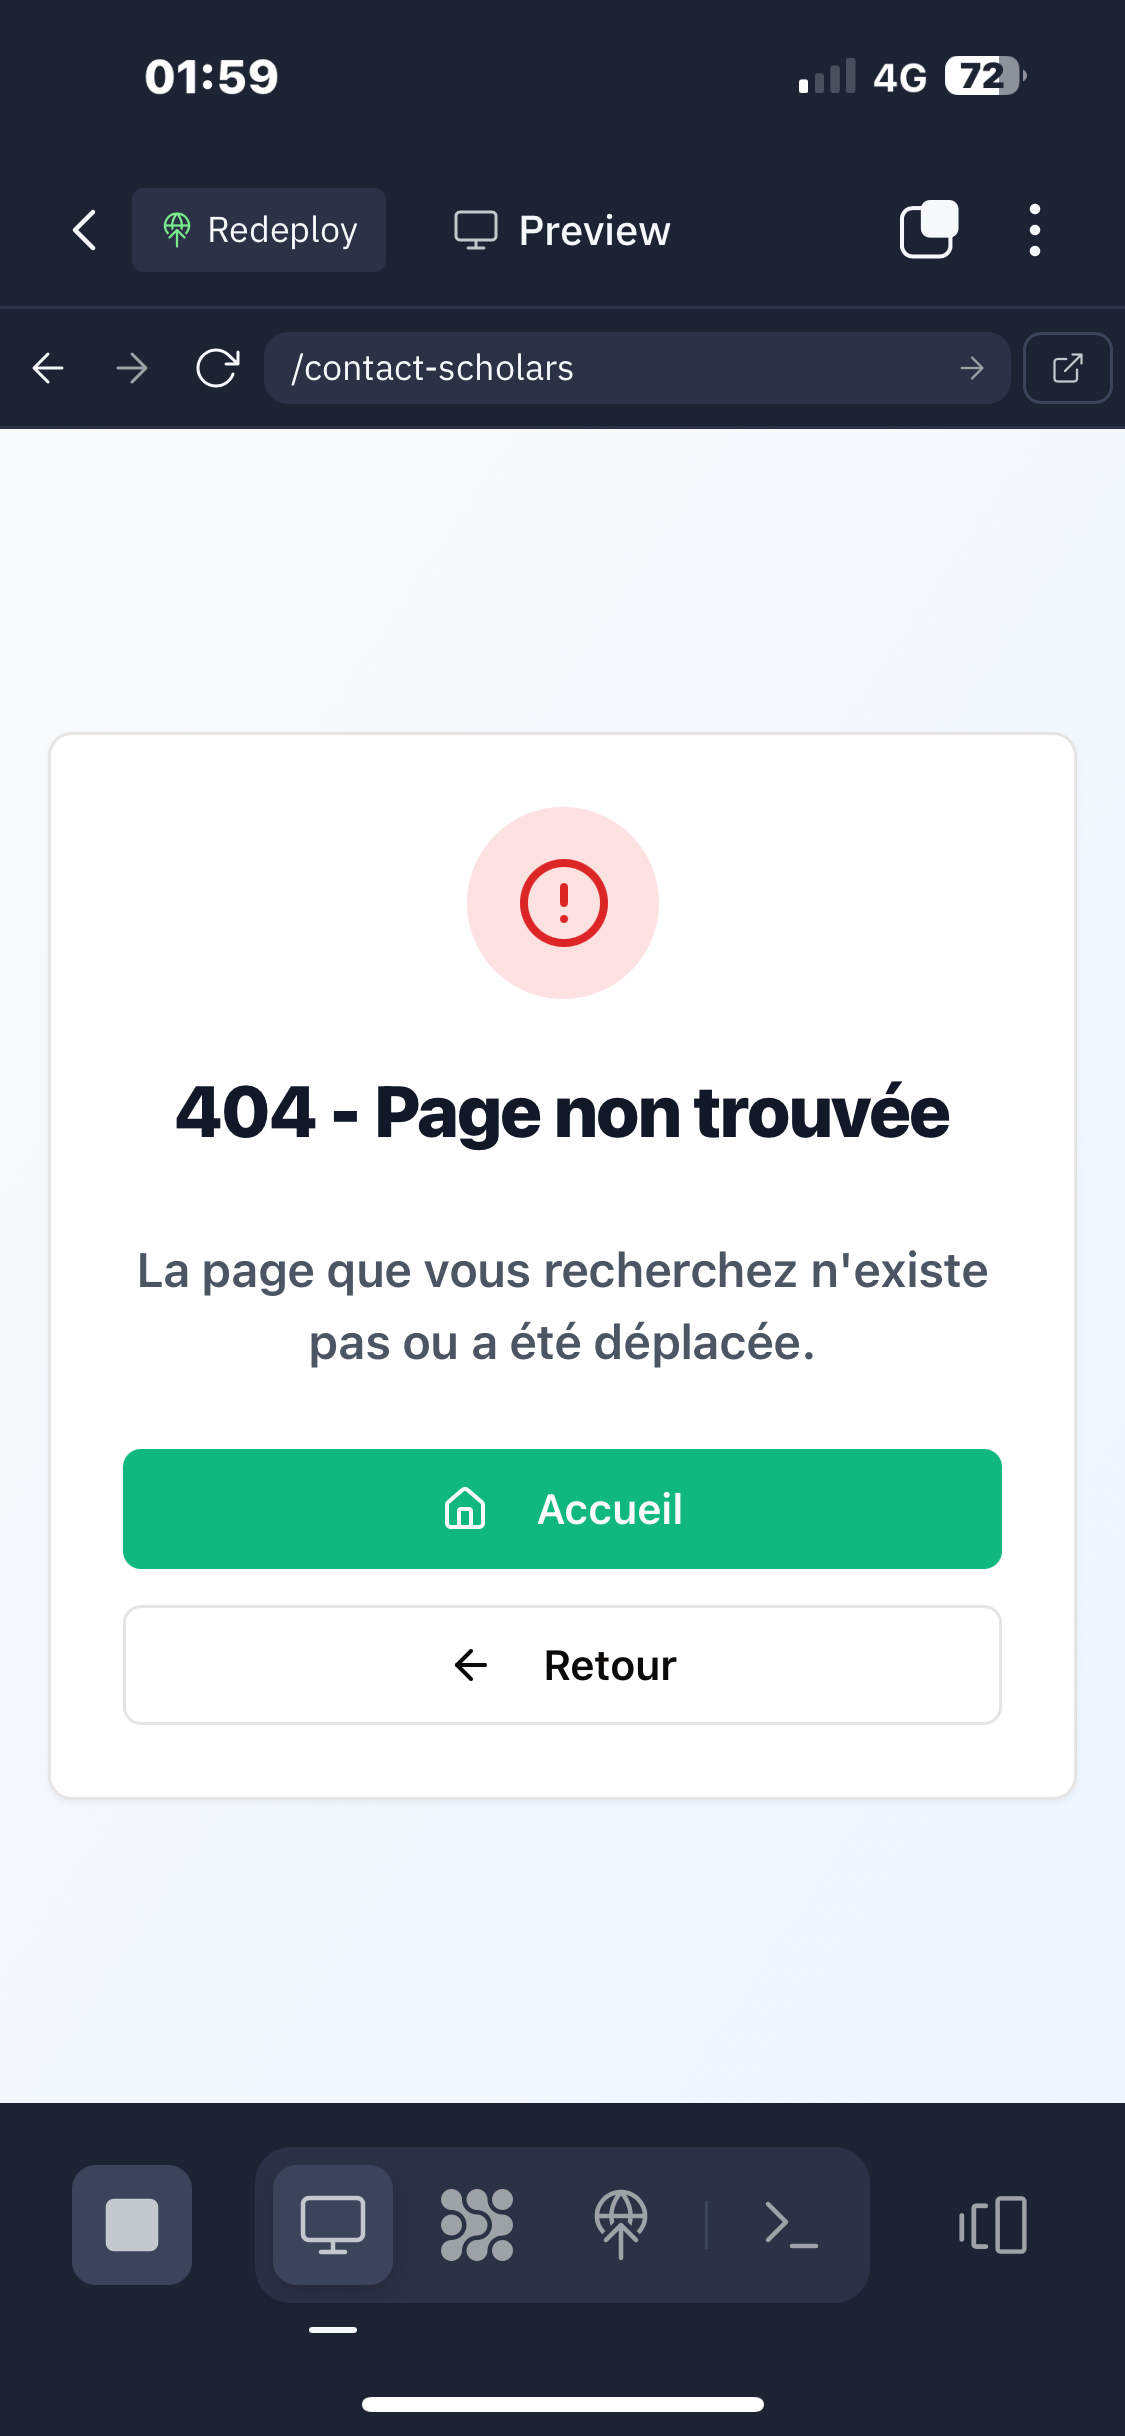 01:59
4G 72
Redeploy
Preview
/contact-scholars
404 - Page non trouvée
La page que vous recherchez n'existe
pas ou a été déplacée.
Accueil
Retour